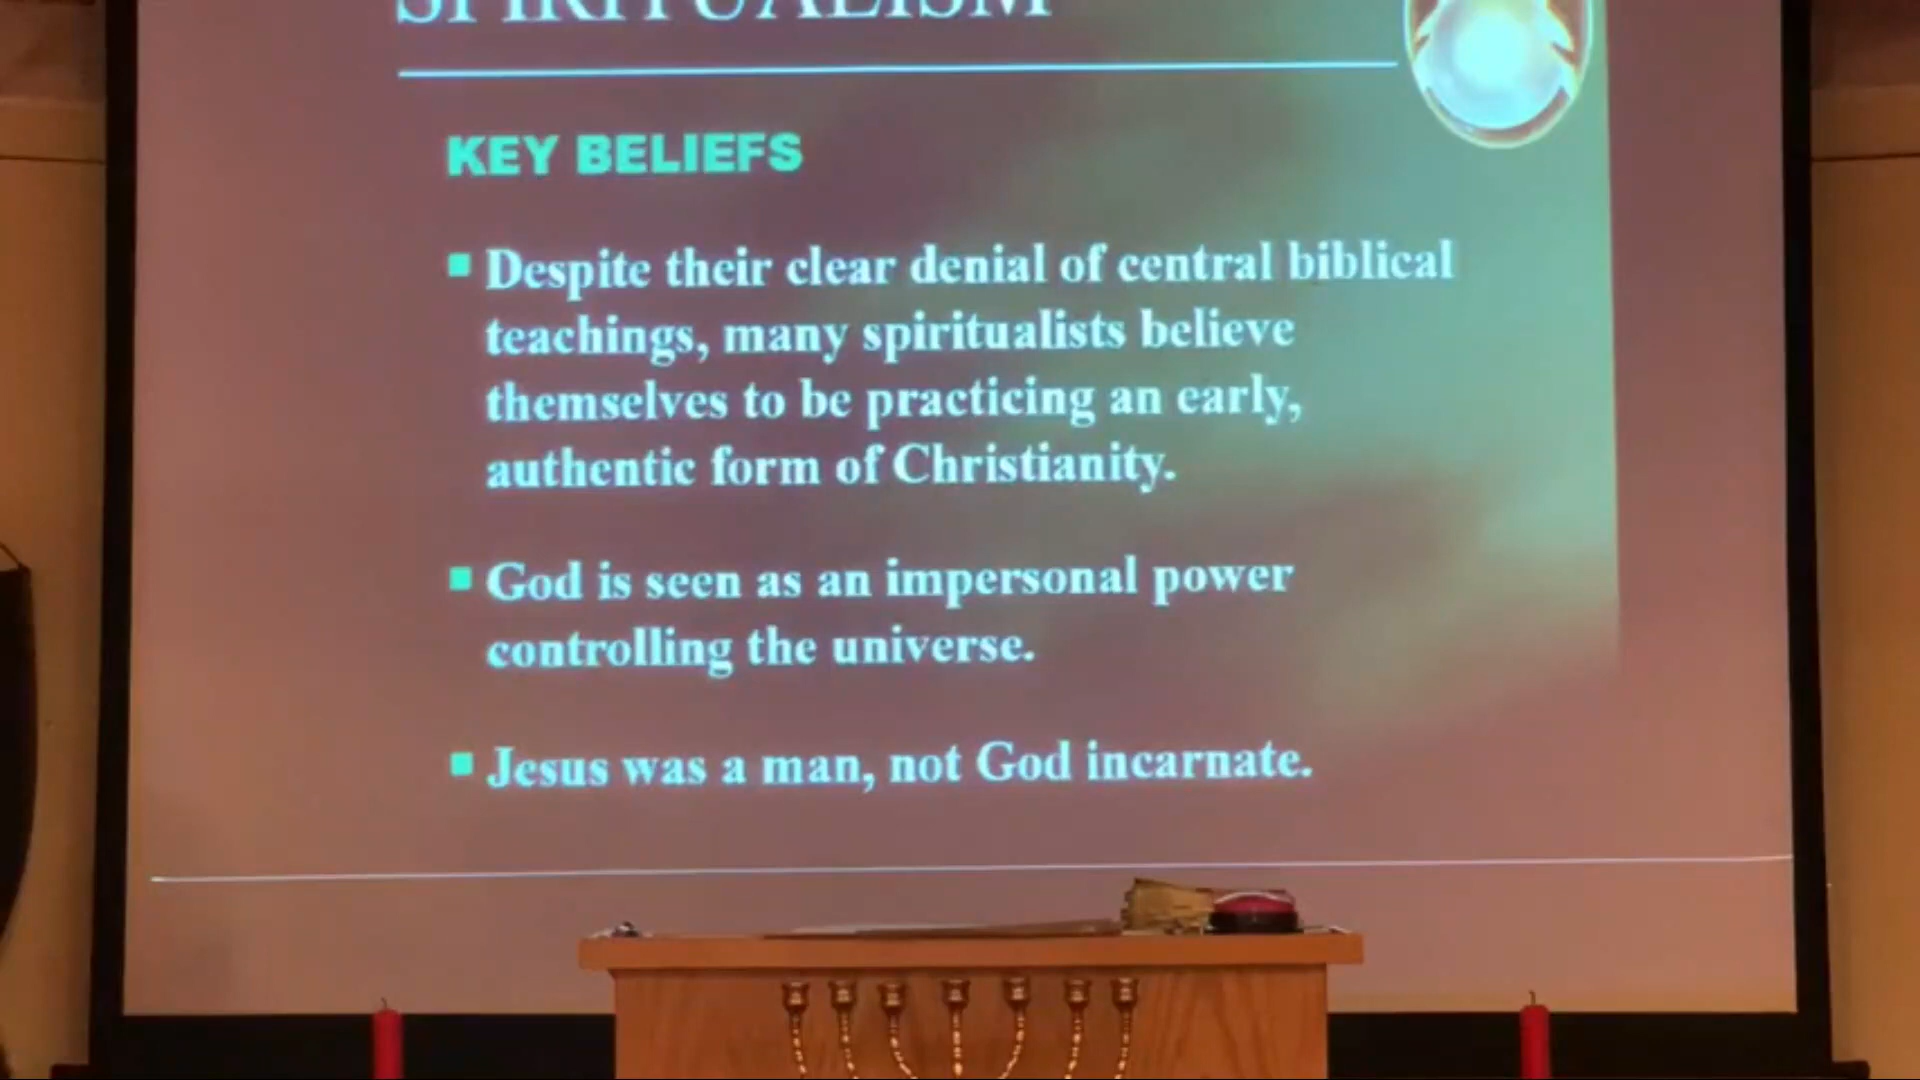 SPIRITUALISM
KEY BELIEFS
Despite their clear denial of central biblical
teachings, many spiritualists believe
themselves to be practicing an early,
authentic form of Christianity.
God is seen as an impersonal power
controlling the universe.
Jesus was a man, not God incarnate.